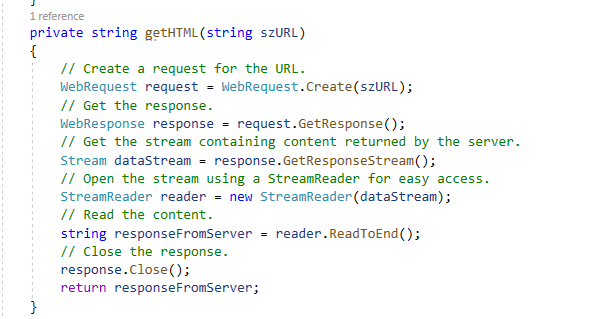 }
1 reference
private string getHTML(string szURL)
{
// Create a request for the URL.
WebRequest request = WebRequest.Create(szURL);
// Get the response.
WebResponse response = request.GetResponse();
// Get the stream containing content returned by the server.
Stream dataStream = response.GetResponseStream();
// Open the stream using a StreamReader for easy access.
StreamReader reader = new StreamReader(dataStream);
// Read the content.
string responseFromServer = reader.ReadToEnd();
// Close the response.
response.Close();
return responseFromServer;
}